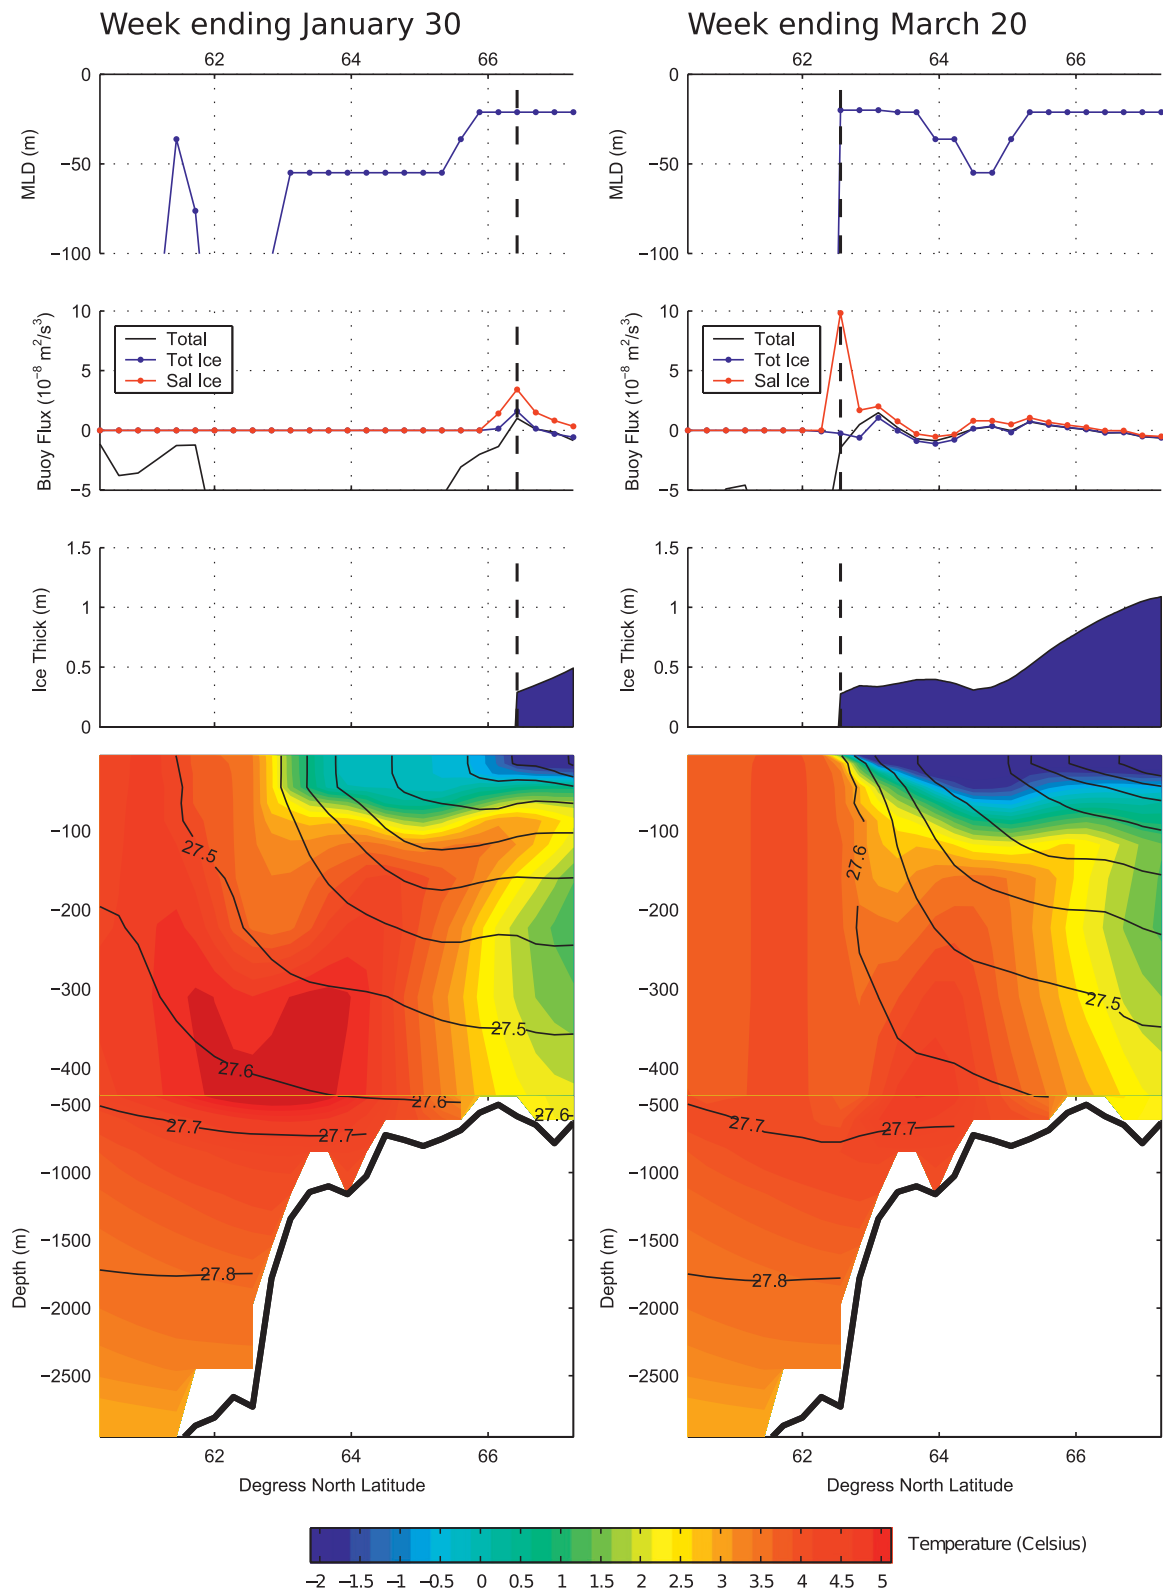 Week ending January 30
Week ending March 20
62 64 66
62 64 66
MLD (m)
0
−50
−100
MLD (m)
0
−50
−100
Buoy Flux (10⁻⁸ m²/s³)
10
5
0
−5
Total
Tot Ice
Sal Ice
Buoy Flux (10⁻⁸ m²/s³)
10
5
0
−5
Total
Tot Ice
Sal Ice
Ice Thick (m)
1.5
1
0.5
0
Ice Thick (m)
1.5
1
0.5
0
Depth (m)
−100
−200
−300
−400
−500
−1000
−1500
−2000
−2500
27.5
27.5
27.6
27.6
27.6
27.7
27.7
27.8
62 64 66
Degress North Latitude
Depth (m)
−100
−200
−300
−400
−500
−1000
−1500
−2000
−2500
27.6
27.5
27.7
27.7
27.8
62 64 66
Degress North Latitude
−2 −1.5 −1 −0.5 0 0.5 1 1.5 2 2.5 3 3.5 4 4.5 5
Temperature (Celsius)